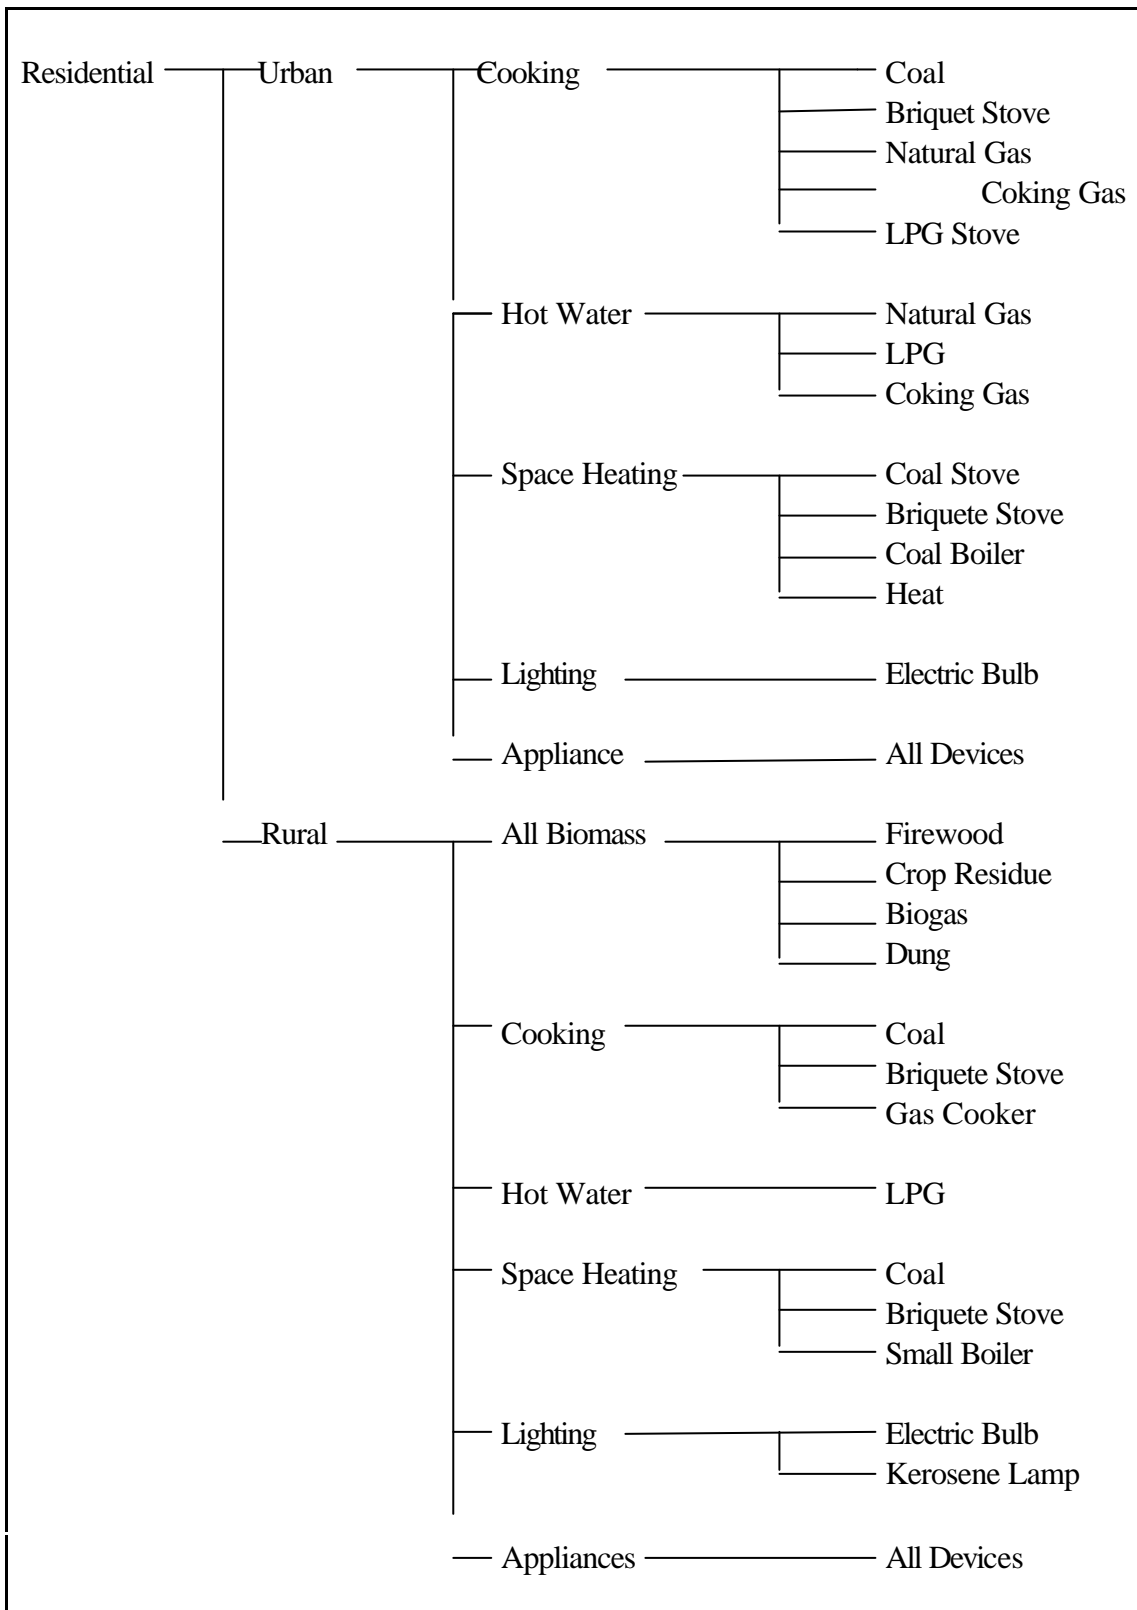 Residential Urban Cooking Coal
Briquet Stove
Natural Gas
Coking Gas
LPG Stove
Hot Water Natural Gas
LPG
Coking Gas
Space Heating Coal Stove
Briquete Stove
Coal Boiler
Heat
Lighting Electric Bulb
Appliance All Devices
Rural All Biomass Firewood
Crop Residue
Biogas
Dung
Cooking Coal
Briquete Stove
Gas Cooker
Hot Water LPG
Space Heating Coal
Briquete Stove
Small Boiler
Lighting Electric Bulb
Kerosene Lamp
Appliances All Devices